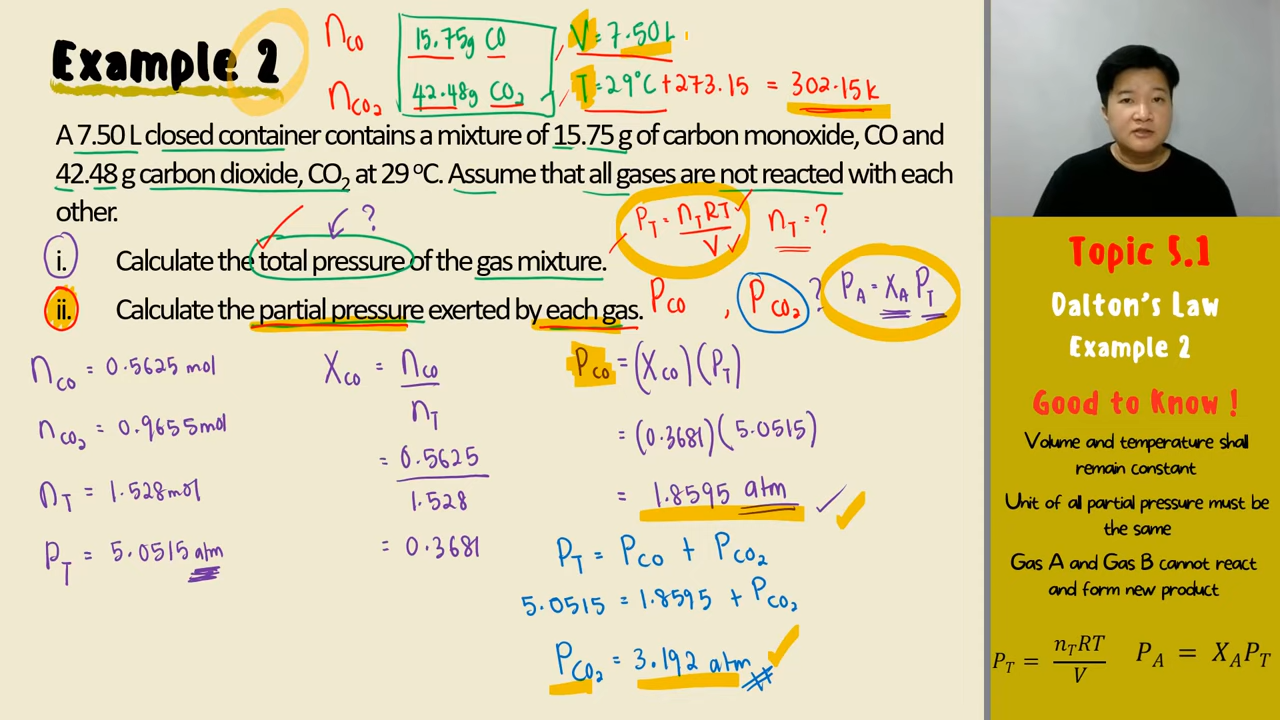 Example 2
n_CO
15.75g CO
V = 7.50L
n_CO₂
42.48g CO₂
T = 29°C + 273.15 = 302.15k
A 7.50 L closed container contains a mixture of 15.75 g of carbon monoxide, CO and
42.48 g carbon dioxide, CO₂ at 29 ⁰C. Assume that all gases are not reacted with each
other.
?
P_T = n_T RT / V
n_T = ?
i. Calculate the total pressure of the gas mixture.
ii. Calculate the partial pressure exerted by each gas.
P_CO , P_CO₂ ?
P_A = X_A P_T
n_CO = 0.5625 mol
n_CO₂ = 0.9655 mol
n_T = 1.528 mol
P_T = 5.0515 atm
X_CO = n_CO / n_T
= 0.5625 / 1.528
= 0.3681
P_CO = (X_CO)(P_T)
= (0.3681)(5.0515)
= 1.8595 atm
P_T = P_CO + P_CO₂
5.0515 = 1.8595 + P_CO₂
P_CO₂ = 3.192 atm
Topic 5.1
Dalton's Law
Example 2
Good to Know !
Volume and temperature shall
remain constant
Unit of all partial pressure must be
the same
Gas A and Gas B cannot react
and form new product
P_T = n_T RT / V
P_A = X_A P_T